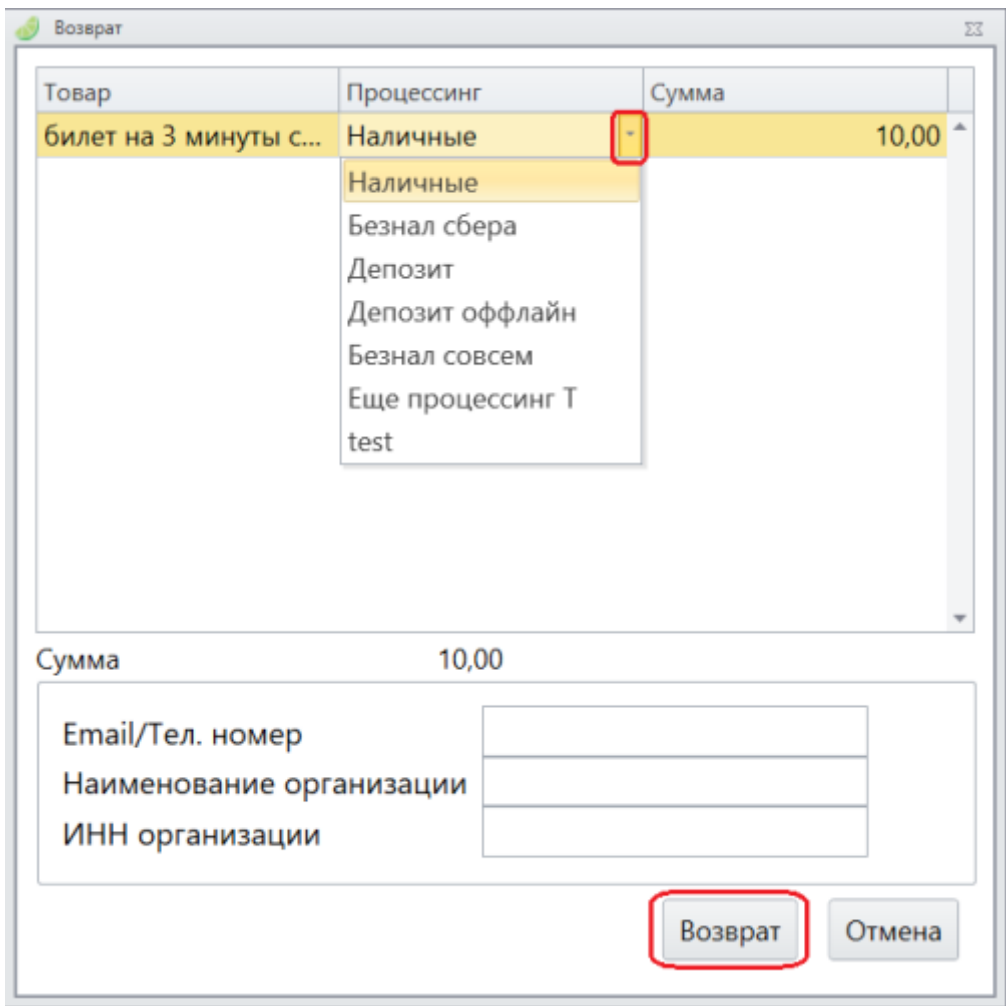 Возврат
Товар Процессинг Сумма
билет на 3 минуты с... Наличные 10,00
Наличные
Безнал сбера
Депозит
Депозит оффлайн
Безнал совсем
Еще процессинг Т
test
Сумма 10,00
Email/Тел. номер
Наименование организации
ИНН организации
Возврат Отмена